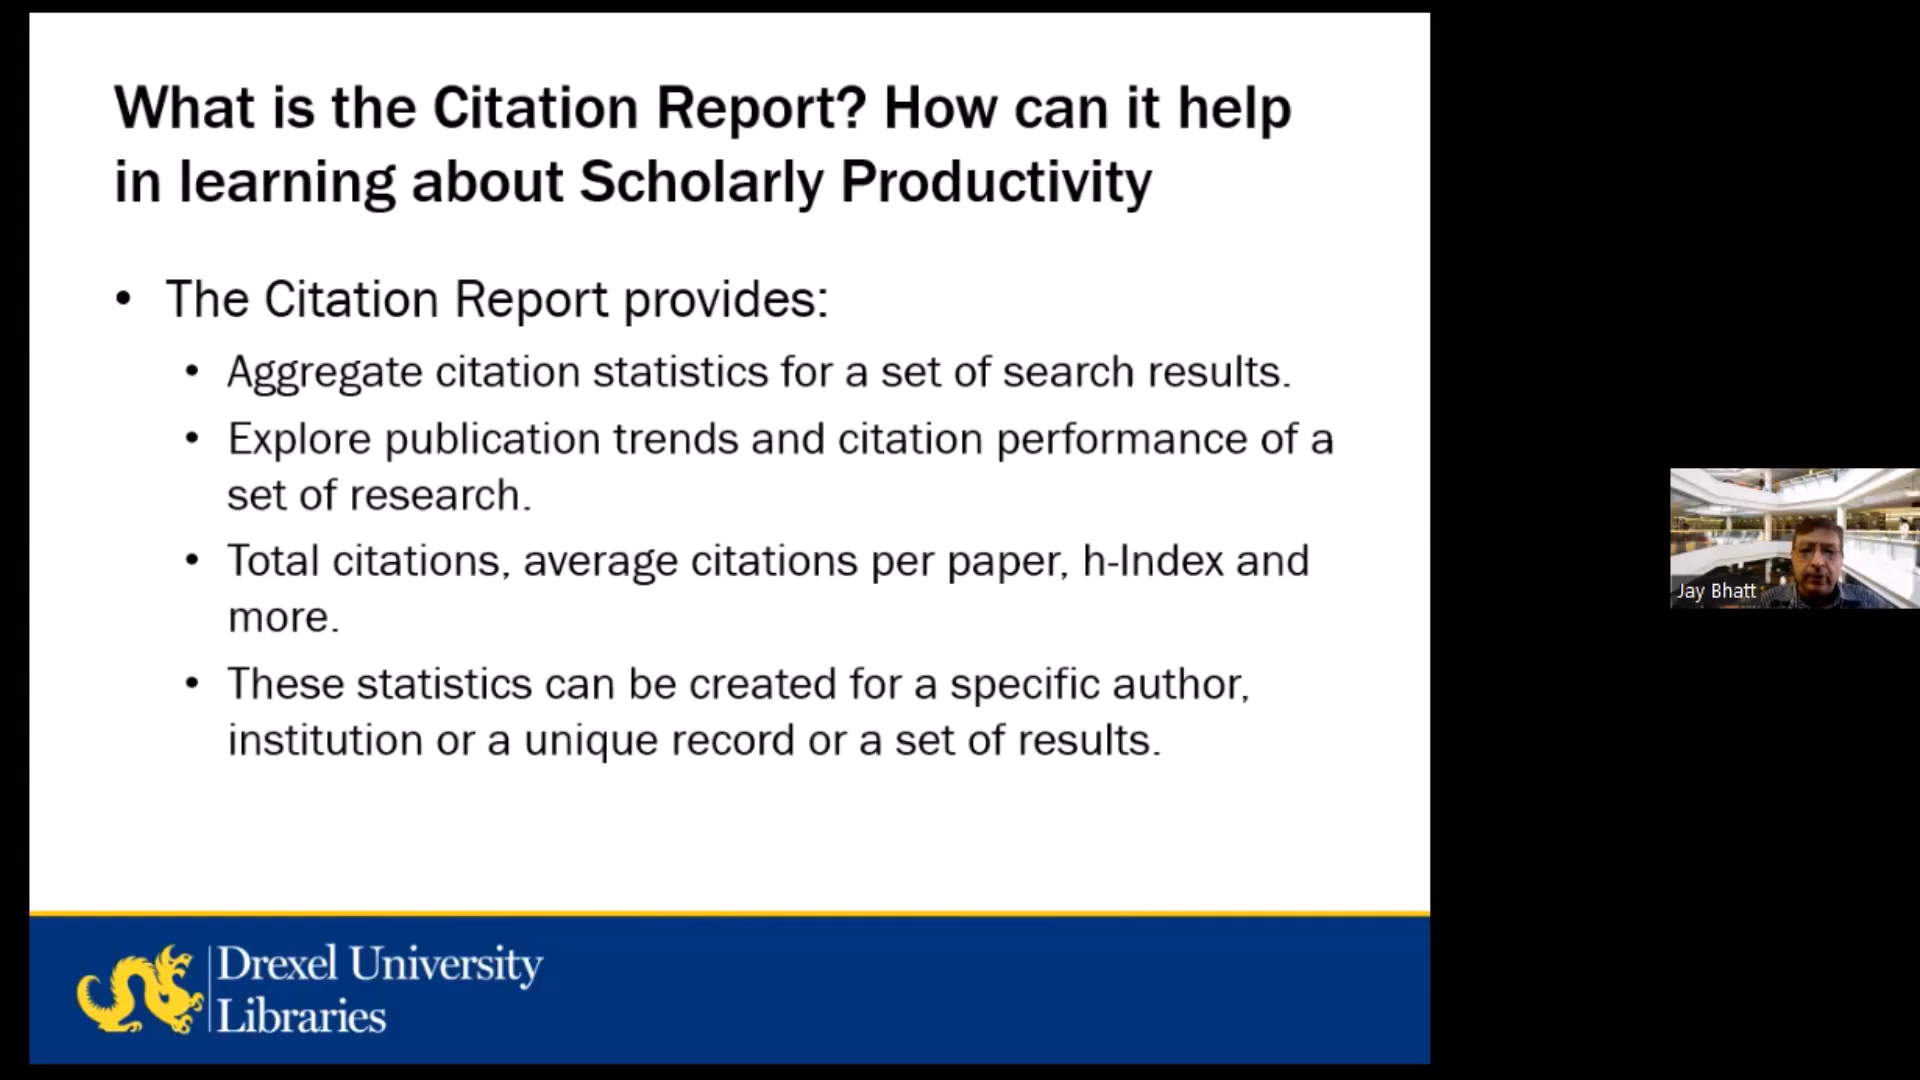 What is the Citation Report? How can it help
in learning about Scholarly Productivity
• The Citation Report provides:
• Aggregate citation statistics for a set of search results.
• Explore publication trends and citation performance of a
set of research.
• Total citations, average citations per paper, h-Index and
more.
• These statistics can be created for a specific author,
institution or a unique record or a set of results.
Jay Bhatt
Drexel University
Libraries